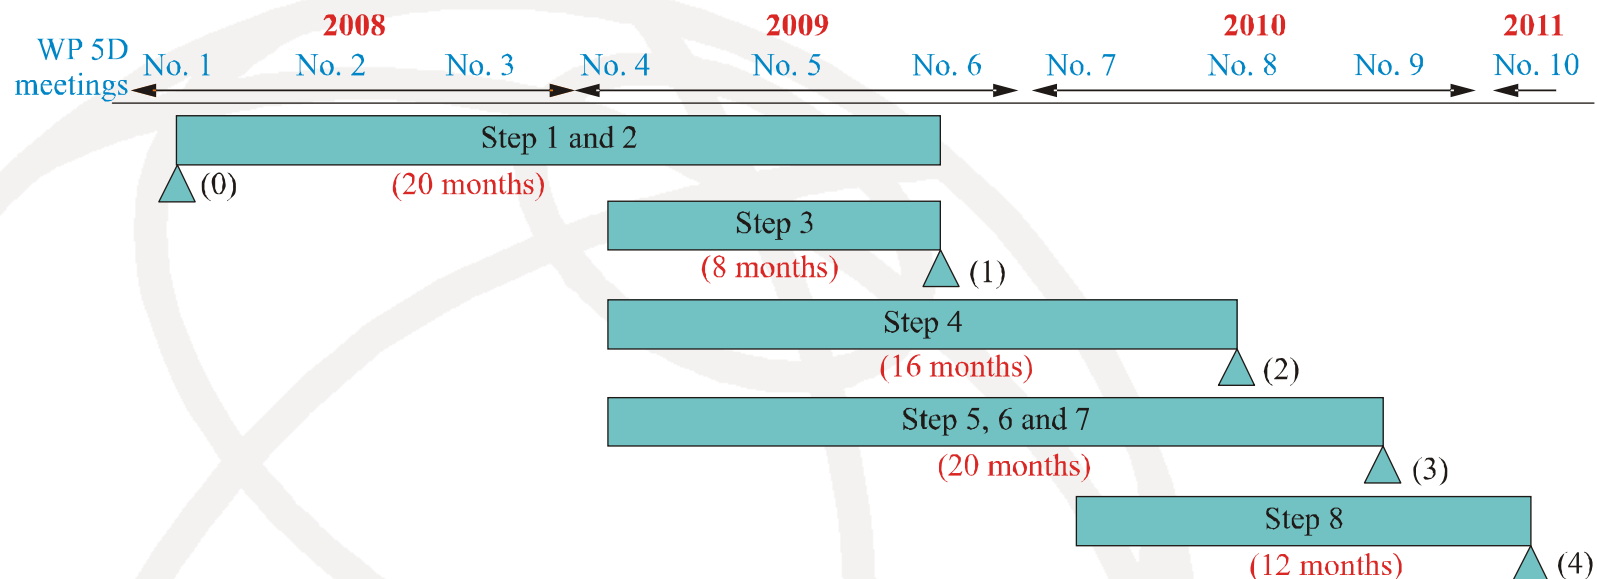 2008 2009 2010 2011
WP 5D
meetings
No. 1 No. 2 No. 3 No. 4 No. 5 No. 6 No. 7 No. 8 No. 9 No. 10
Step 1 and 2
(0) (20 months)
Step 3
(8 months) (1)
Step 4
(16 months) (2)
Step 5, 6 and 7
(20 months) (3)
Step 8
(12 months) (4)